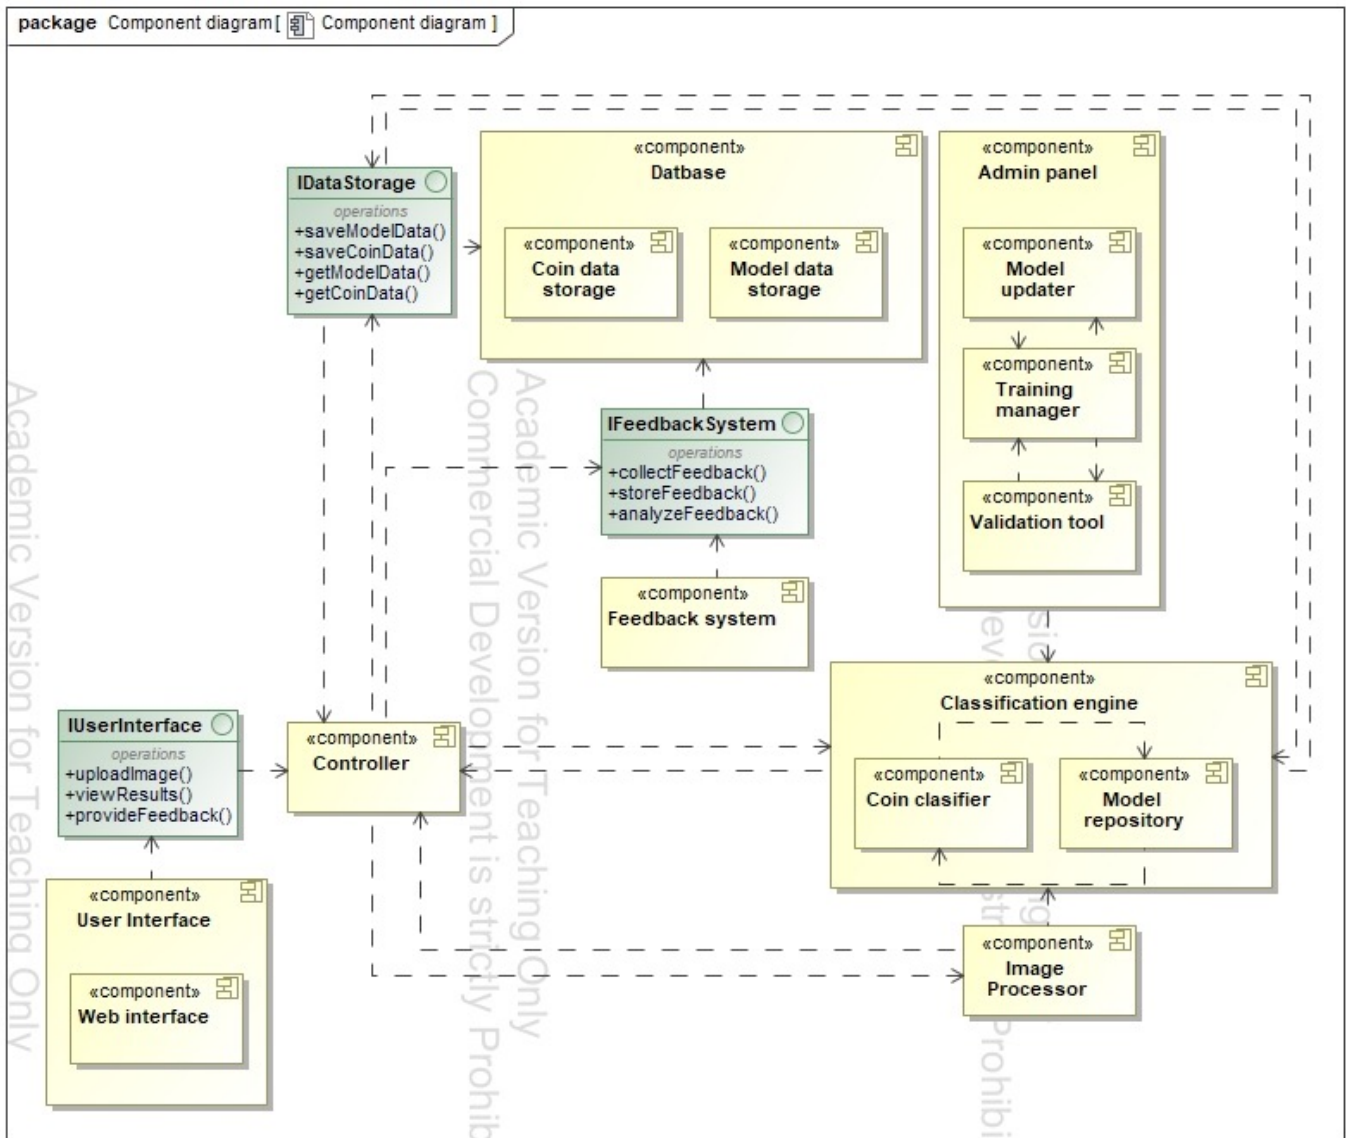 package Component diagram [ Component diagram ]
«component»
Datbase
«component»
Coin data
storage
«component»
Model data
storage
«component»
Admin panel
«component»
Model
updater
«component»
Training
manager
«component»
Validation tool
IDataStorage
operations
+saveModelData()
+saveCoinData()
+getModelData()
+getCoinData()
IFeedbackSystem
operations
+collectFeedback()
+storeFeedback()
+analyzeFeedback()
«component»
Feedback system
«component»
Classification engine
«component»
Coin clasifier
«component»
Model
repository
IUserInterface
operations
+uploadImage()
+viewResults()
+provideFeedback()
«component»
Controller
«component»
User Interface
«component»
Web interface
«component»
Image
Processor
Academic Version for Teaching Only
Academic Version for Teaching Only
Commercial Development is strictly Prohib